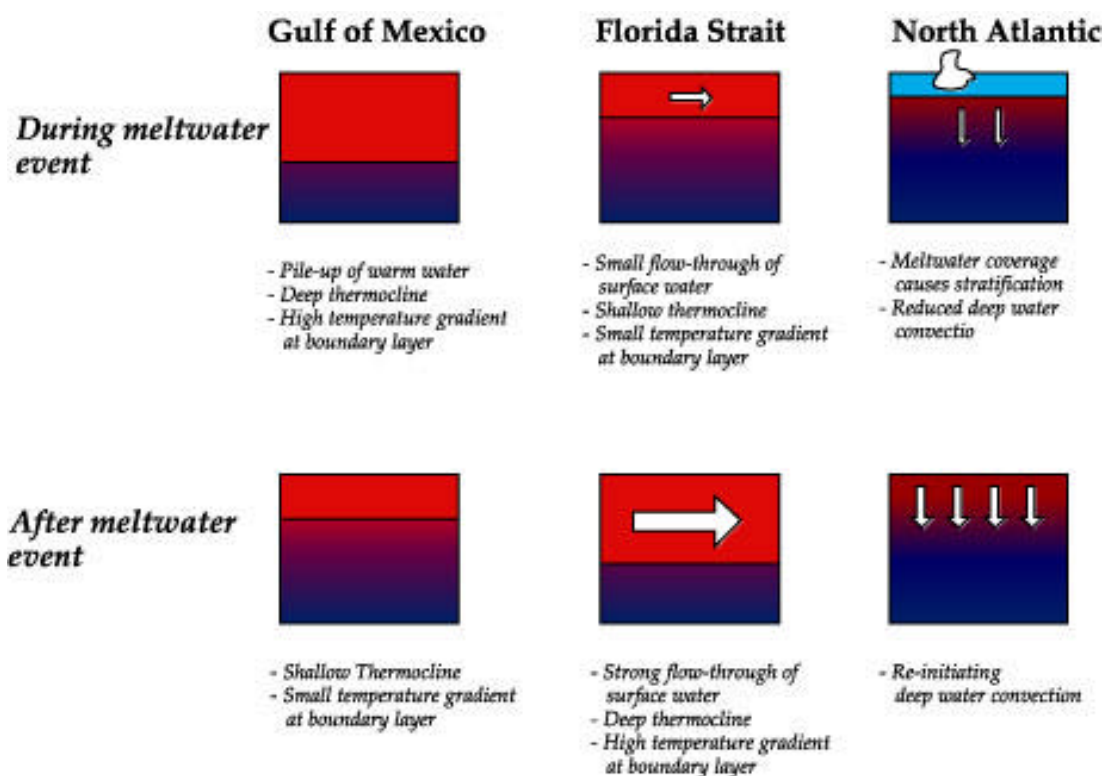 Gulf of Mexico
Florida Strait
North Atlantic
During meltwater
event
- Pile-up of warm water
- Deep thermocline
- High temperature gradient
at boundary layer
- Small flow-through of
surface water
- Shallow thermocline
- Small temperature gradient
at boundary layer
- Meltwater coverage
causes stratification
- Reduced deep water
convectio
After meltwater
event
- Shallow Thermocline
- Small temperature gradient
at boundary layer
- Strong flow-through of
surface water
- Deep thermocline
- High temperature gradient
at boundary layer
- Re-initiating
deep water convection